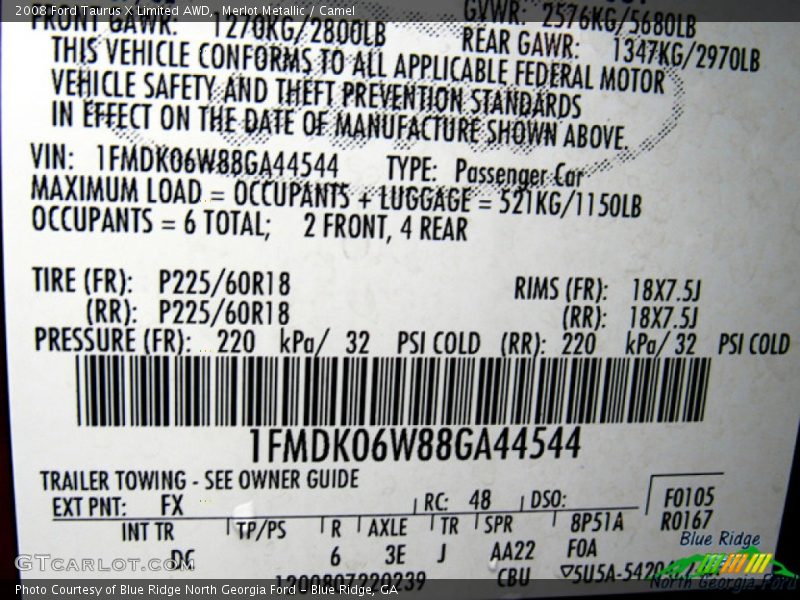 2008 Ford Taurus X Limited AWD, Merlot Metallic / Camel
FRONT GAWR: 1270KG/2800LB
GVWR: 2576KG/5680LB
REAR GAWR: 1347KG/2970LB
THIS VEHICLE CONFORMS TO ALL APPLICABLE FEDERAL MOTOR
VEHICLE SAFETY AND THEFT PREVENTION STANDARDS
IN EFFECT ON THE DATE OF MANUFACTURE SHOWN ABOVE.
VIN: 1FMDK06W88GA44544 TYPE: Passenger Car
MAXIMUM LOAD = OCCUPANTS + LUGGAGE = 521KG/1150LB
OCCUPANTS = 6 TOTAL; 2 FRONT, 4 REAR
TIRE (FR): P225/60R18 RIMS (FR): 18X7.5J
(RR): P225/60R18 (RR): 18X7.5J
PRESSURE (FR): 220 kPa/ 32 PSI COLD (RR): 220 kPa/ 32 PSI COLD
1FMDK06W88GA44544
TRAILER TOWING - SEE OWNER GUIDE
EXT PNT: FX RC: 48 DSO: F0105
INT TR TP/PS R AXLE TR SPR 8P51A R0167
DG 6 3E J AA22 F0A
1200807220239 CBU
Blue Ridge
North Georgia Ford
GTCarlot.com
Photo Courtesy of Blue Ridge North Georgia Ford – Blue Ridge, GA